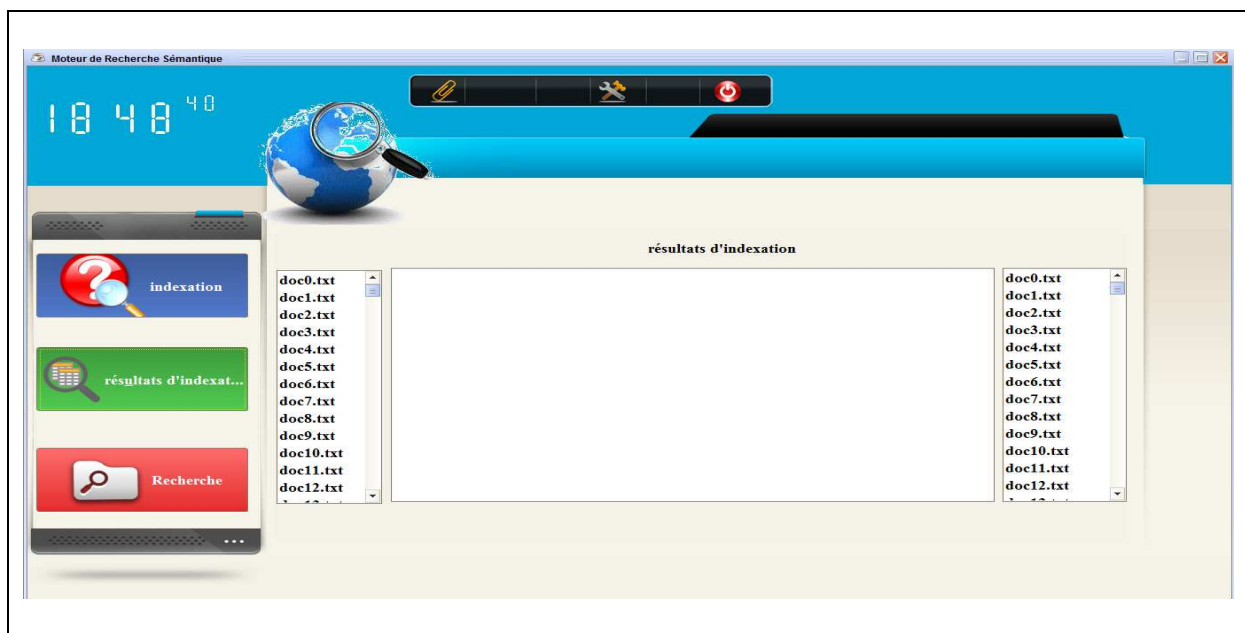 Moteur de Recherche Sémantique
18 48 40
résultats d'indexation
indexation
résultats d'indexat...
Recherche
doc0.txt
doc1.txt
doc2.txt
doc3.txt
doc4.txt
doc5.txt
doc6.txt
doc7.txt
doc8.txt
doc9.txt
doc10.txt
doc11.txt
doc12.txt
doc0.txt
doc1.txt
doc2.txt
doc3.txt
doc4.txt
doc5.txt
doc6.txt
doc7.txt
doc8.txt
doc9.txt
doc10.txt
doc11.txt
doc12.txt